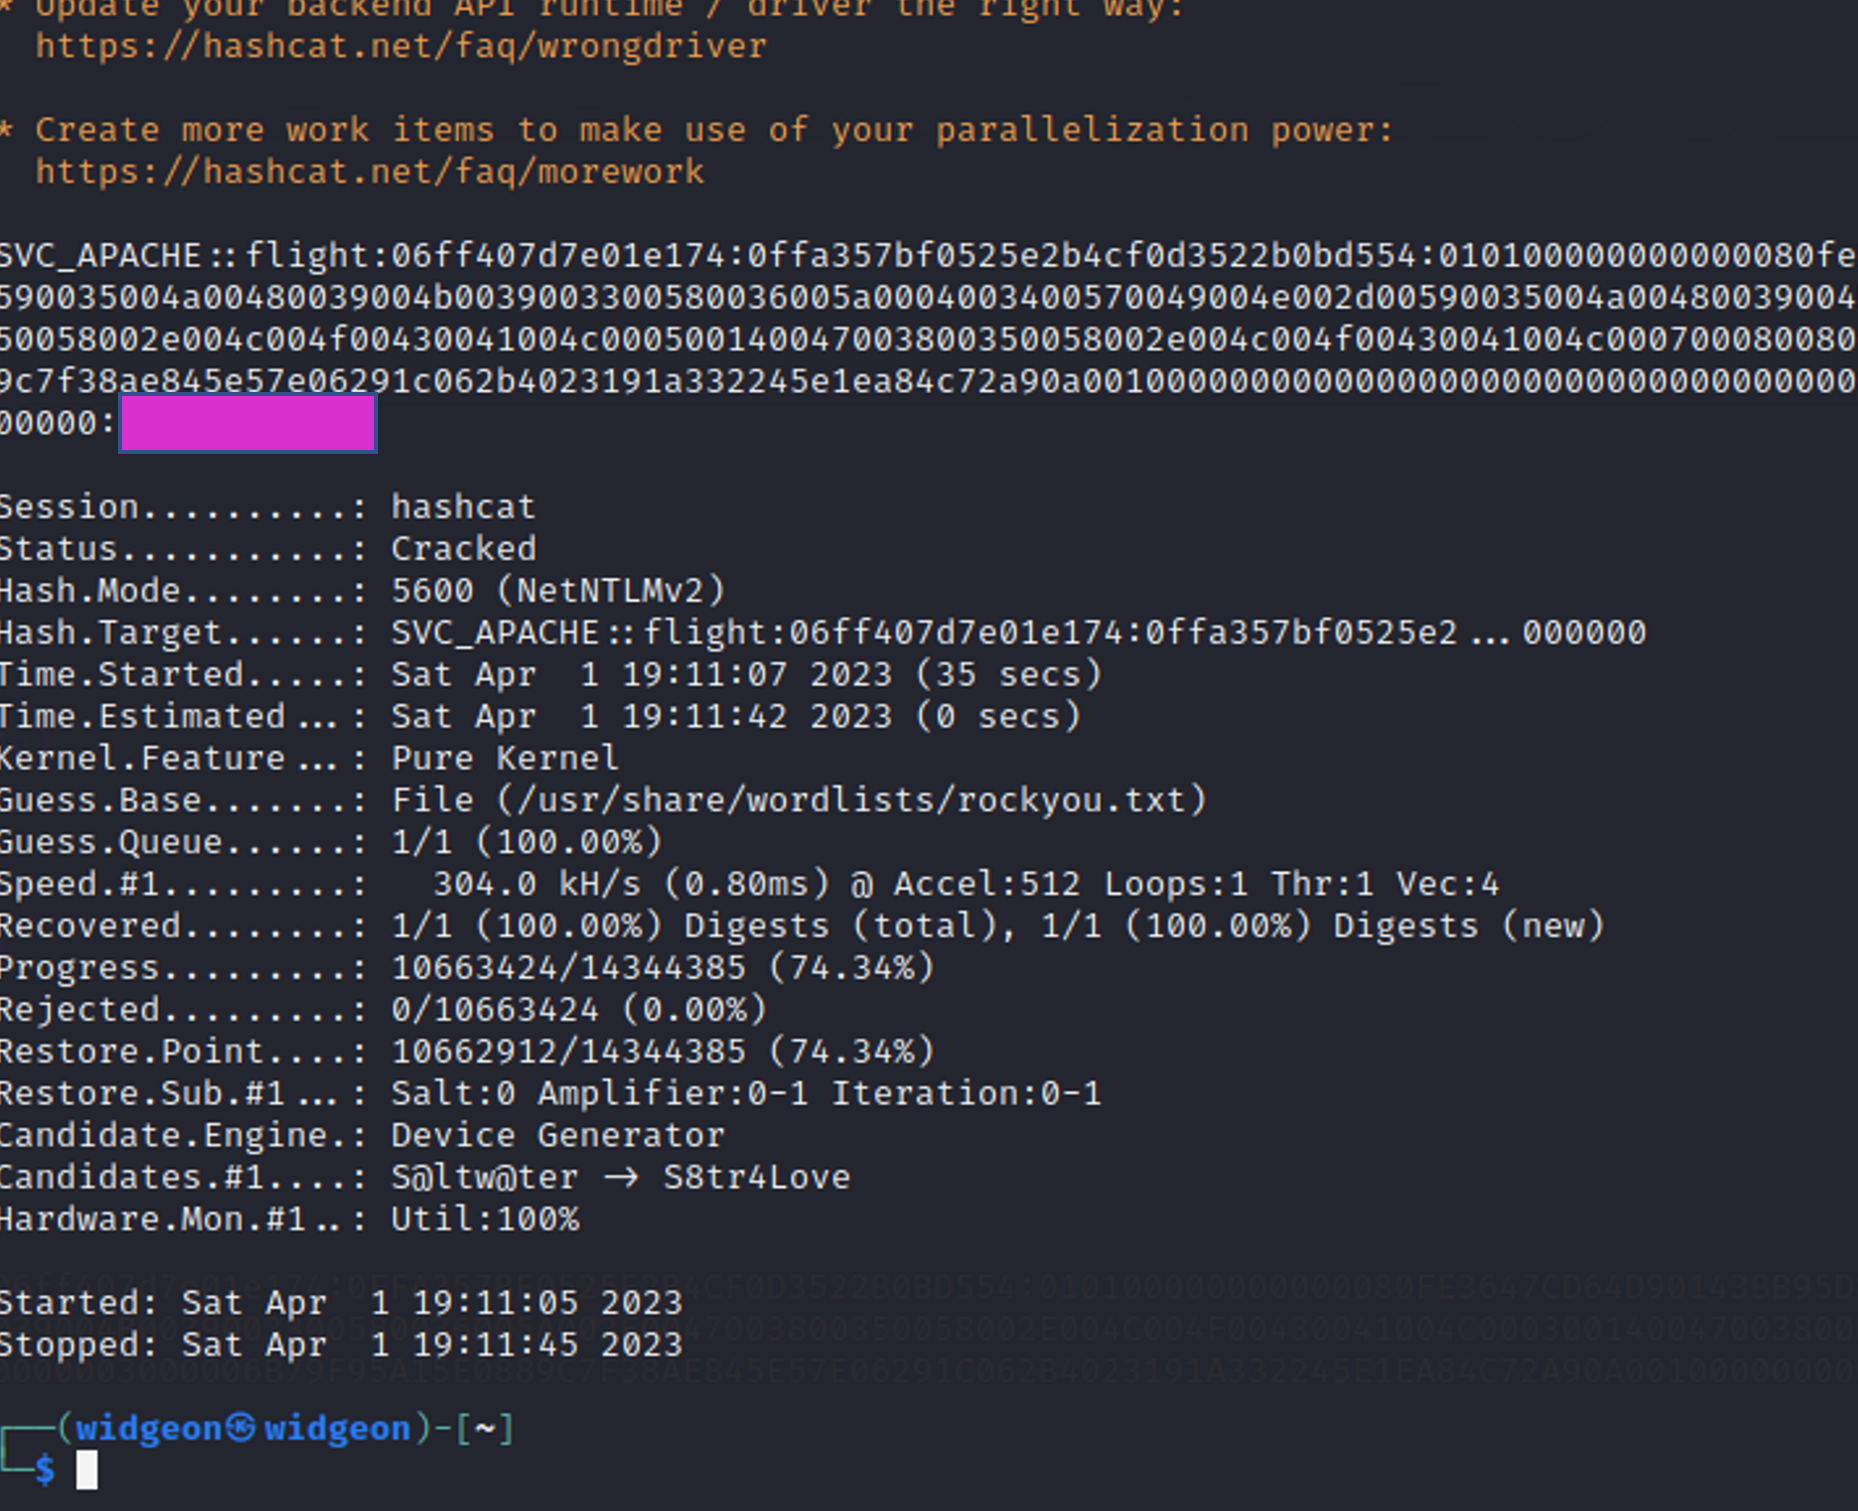 * Update your backend API runtime / driver the right way:
https://hashcat.net/faq/wrongdriver
* Create more work items to make use of your parallelization power:
https://hashcat.net/faq/morework
SVC_APACHE::flight:06ff407d7e01e174:0ffa357bf0525e2b4cf0d3522b0bd554:010100000000000080fe
590035004a00480039004b0039003300580036005a0004003400570049004e002d00590035004a00480039004
50058002e004c004f00430041004c000500140047003800350058002e004c004f00430041004c000700080080
9c7f38ae845e57e06291c062b4023191a332245e1ea84c72a90a0010000000000000000000000000000000000
00000:
Session..........: hashcat
Status...........: Cracked
Hash.Mode........: 5600 (NetNTLMv2)
Hash.Target......: SVC_APACHE::flight:06ff407d7e01e174:0ffa357bf0525e2...000000
Time.Started.....: Sat Apr  1 19:11:07 2023 (35 secs)
Time.Estimated...: Sat Apr  1 19:11:42 2023 (0 secs)
Kernel.Feature...: Pure Kernel
Guess.Base.......: File (/usr/share/wordlists/rockyou.txt)
Guess.Queue......: 1/1 (100.00%)
Speed.#1.........:   304.0 kH/s (0.80ms) @ Accel:512 Loops:1 Thr:1 Vec:4
Recovered........: 1/1 (100.00%) Digests (total), 1/1 (100.00%) Digests (new)
Progress.........: 10663424/14344385 (74.34%)
Rejected.........: 0/10663424 (0.00%)
Restore.Point....: 10662912/14344385 (74.34%)
Restore.Sub.#1...: Salt:0 Amplifier:0-1 Iteration:0-1
Candidate.Engine.: Device Generator
Candidates.#1....: S@ltw@ter -> S8tr4Love
Hardware.Mon.#1..: Util:100%
Started: Sat Apr  1 19:11:05 2023
Stopped: Sat Apr  1 19:11:45 2023
┌──(widgeon㉿widgeon)-[~]
└─$